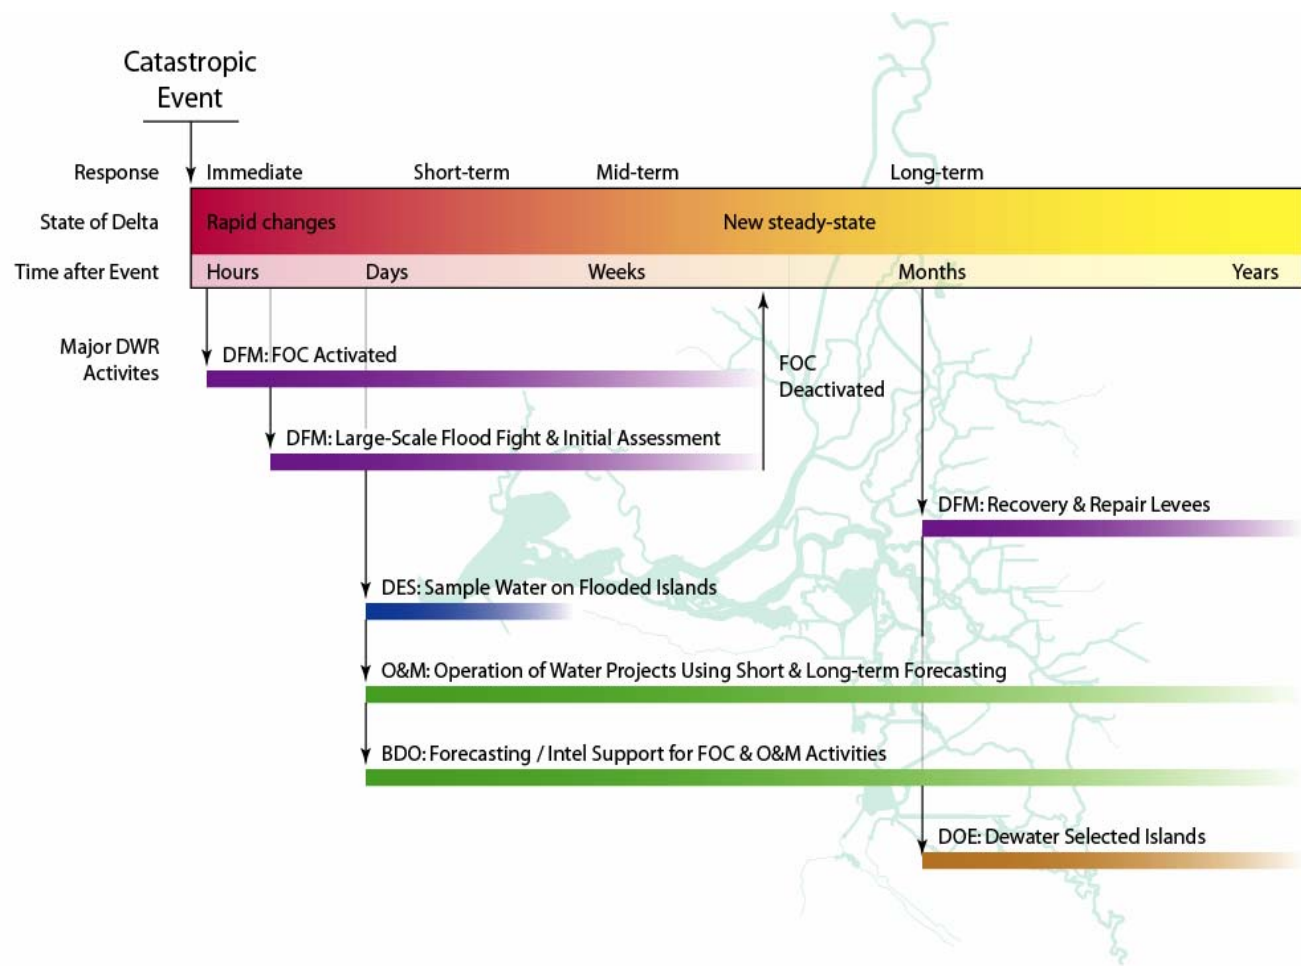 Catastropic
Event
Response Immediate Short-term Mid-term Long-term
State of Delta Rapid changes New steady-state
Time after Event Hours Days Weeks Months Years
Major DWR
Activites
DFM: FOC Activated
FOC
Deactivated
DFM: Large-Scale Flood Fight & Initial Assessment
DFM: Recovery & Repair Levees
DES: Sample Water on Flooded Islands
O&M: Operation of Water Projects Using Short & Long-term Forecasting
BDO: Forecasting / Intel Support for FOC & O&M Activities
DOE: Dewater Selected Islands